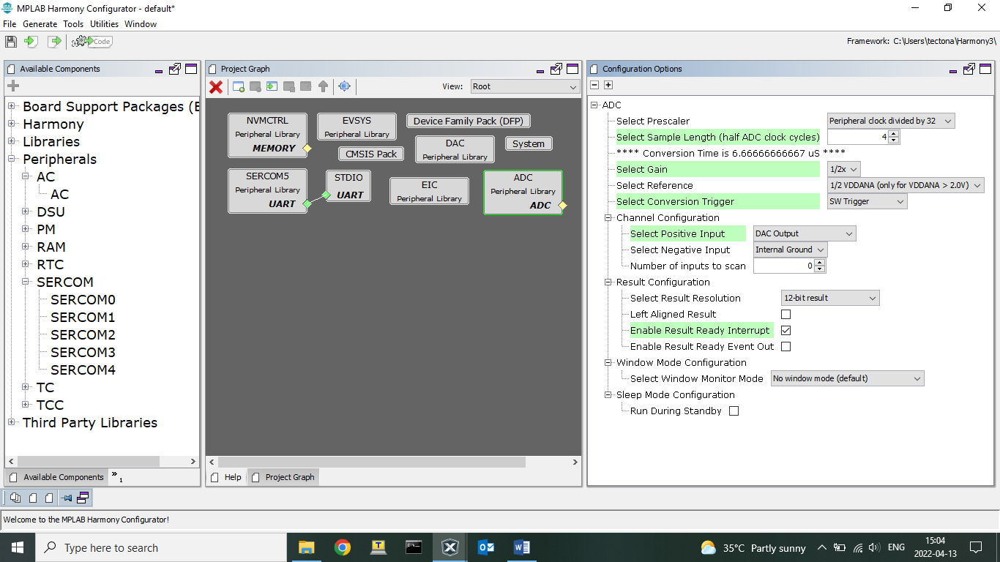 MPLAB Harmony Configurator - default*
File Generate Tools Utilities Window
Code
Framework: C:\Users\tectona\Harmony3\
Available Components
Board Support Packages (E
Harmony
Libraries
Peripherals
AC
AC
DSU
PM
RAM
RTC
SERCOM
SERCOM0
SERCOM1
SERCOM2
SERCOM3
SERCOM4
TC
TCC
Third Party Libraries
Available Components
» 1
Project Graph
View: Root
NVMCTRL
Peripheral Library
MEMORY
EVSYS
Peripheral Library
Device Family Pack (DFP)
CMSIS Pack
DAC
Peripheral Library
System
SERCOM5
Peripheral Library
UART
STDIO
UART
EIC
Peripheral Library
ADC
Peripheral Library
ADC
Help Project Graph
Configuration Options
ADC
Select Prescaler Peripheral clock divided by 32
Select Sample Length (half ADC clock cycles) 4
**** Conversion Time is 6.66666666667 uS ****
Select Gain 1/2x
Select Reference 1/2 VDDANA (only for VDDANA > 2.0V)
Select Conversion Trigger SW Trigger
Channel Configuration
Select Positive Input DAC Output
Select Negative Input Internal Ground
Number of inputs to scan 0
Result Configuration
Select Result Resolution 12-bit result
Left Aligned Result
Enable Result Ready Interrupt
Enable Result Ready Event Out
Window Mode Configuration
Select Window Monitor Mode No window mode (default)
Sleep Mode Configuration
Run During Standby
Welcome to the MPLAB Harmony Configurator!
Type here to search
35°C Partly sunny
ENG
15:04
2022-04-13